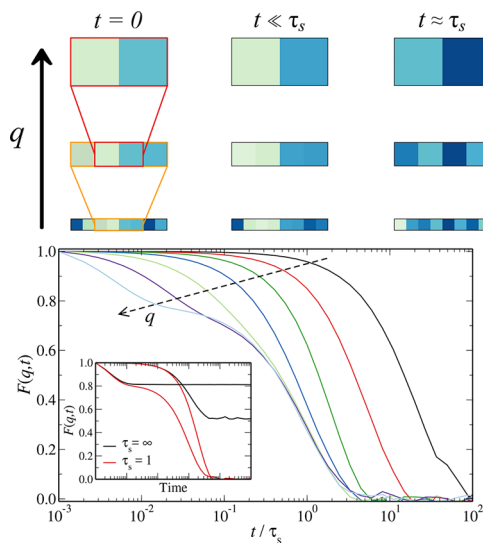 t = 0
t ≪ τs
t ≈ τs
q
F(q,t)
1.0
0.8
0.6
0.4
0.2
0.0
q
F(q,t)
1.0
0.8
0.6
0.4
0.2
0.0
τs = ∞
τs = 1
Time
10⁻³ 10⁻² 10⁻¹ 10⁰ 10¹ 10²
t / τs